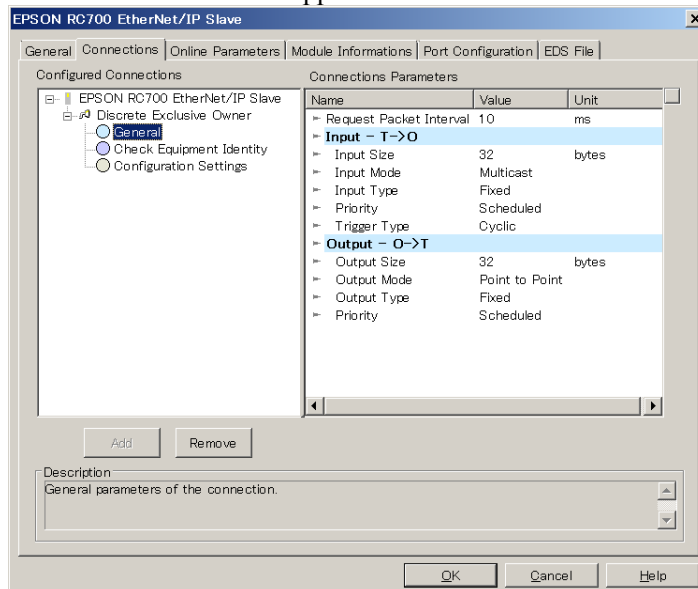 EPSON RC700 EtherNet/IP Slave
General Connections Online Parameters Module Informations Port Configuration EDS File
Configured Connections
EPSON RC700 EtherNet/IP Slave
Discrete Exclusive Owner
General
Check Equipment Identity
Configuration Settings
Connections Parameters
Name Value Unit
Request Packet Interval 10 ms
Input - T->O
Input Size 32 bytes
Input Mode Multicast
Input Type Fixed
Priority Scheduled
Trigger Type Cyclic
Output - O->T
Output Size 32 bytes
Output Mode Point to Point
Output Type Fixed
Priority Scheduled
Add Remove
Description
General parameters of the connection.
OK Cancel Help